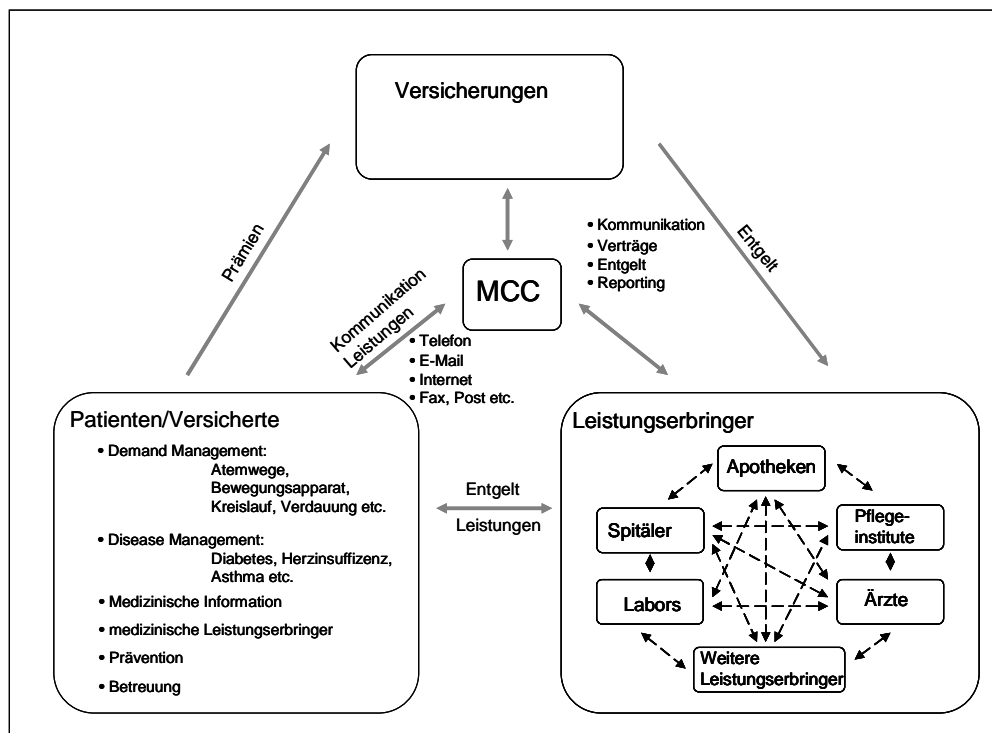 Versicherungen
Prämien
• Kommunikation
• Verträge
• Entgelt
• Reporting
Entgelt
MCC
Kommunikation
Leistungen
• Telefon
• E-Mail
• Internet
• Fax, Post etc.
Patienten/Versicherte
• Demand Management:
Atemwege,
Bewegungsapparat,
Kreislauf, Verdauung etc.
• Disease Management:
Diabetes, Herzinsuffizenz,
Asthma etc.
• Medizinische Information
• medizinische Leistungserbringer
• Prävention
• Betreuung
Entgelt
Leistungen
Leistungserbringer
Apotheken
Spitäler
Pflege-
institute
Labors
Ärzte
Weitere
Leistungserbringer